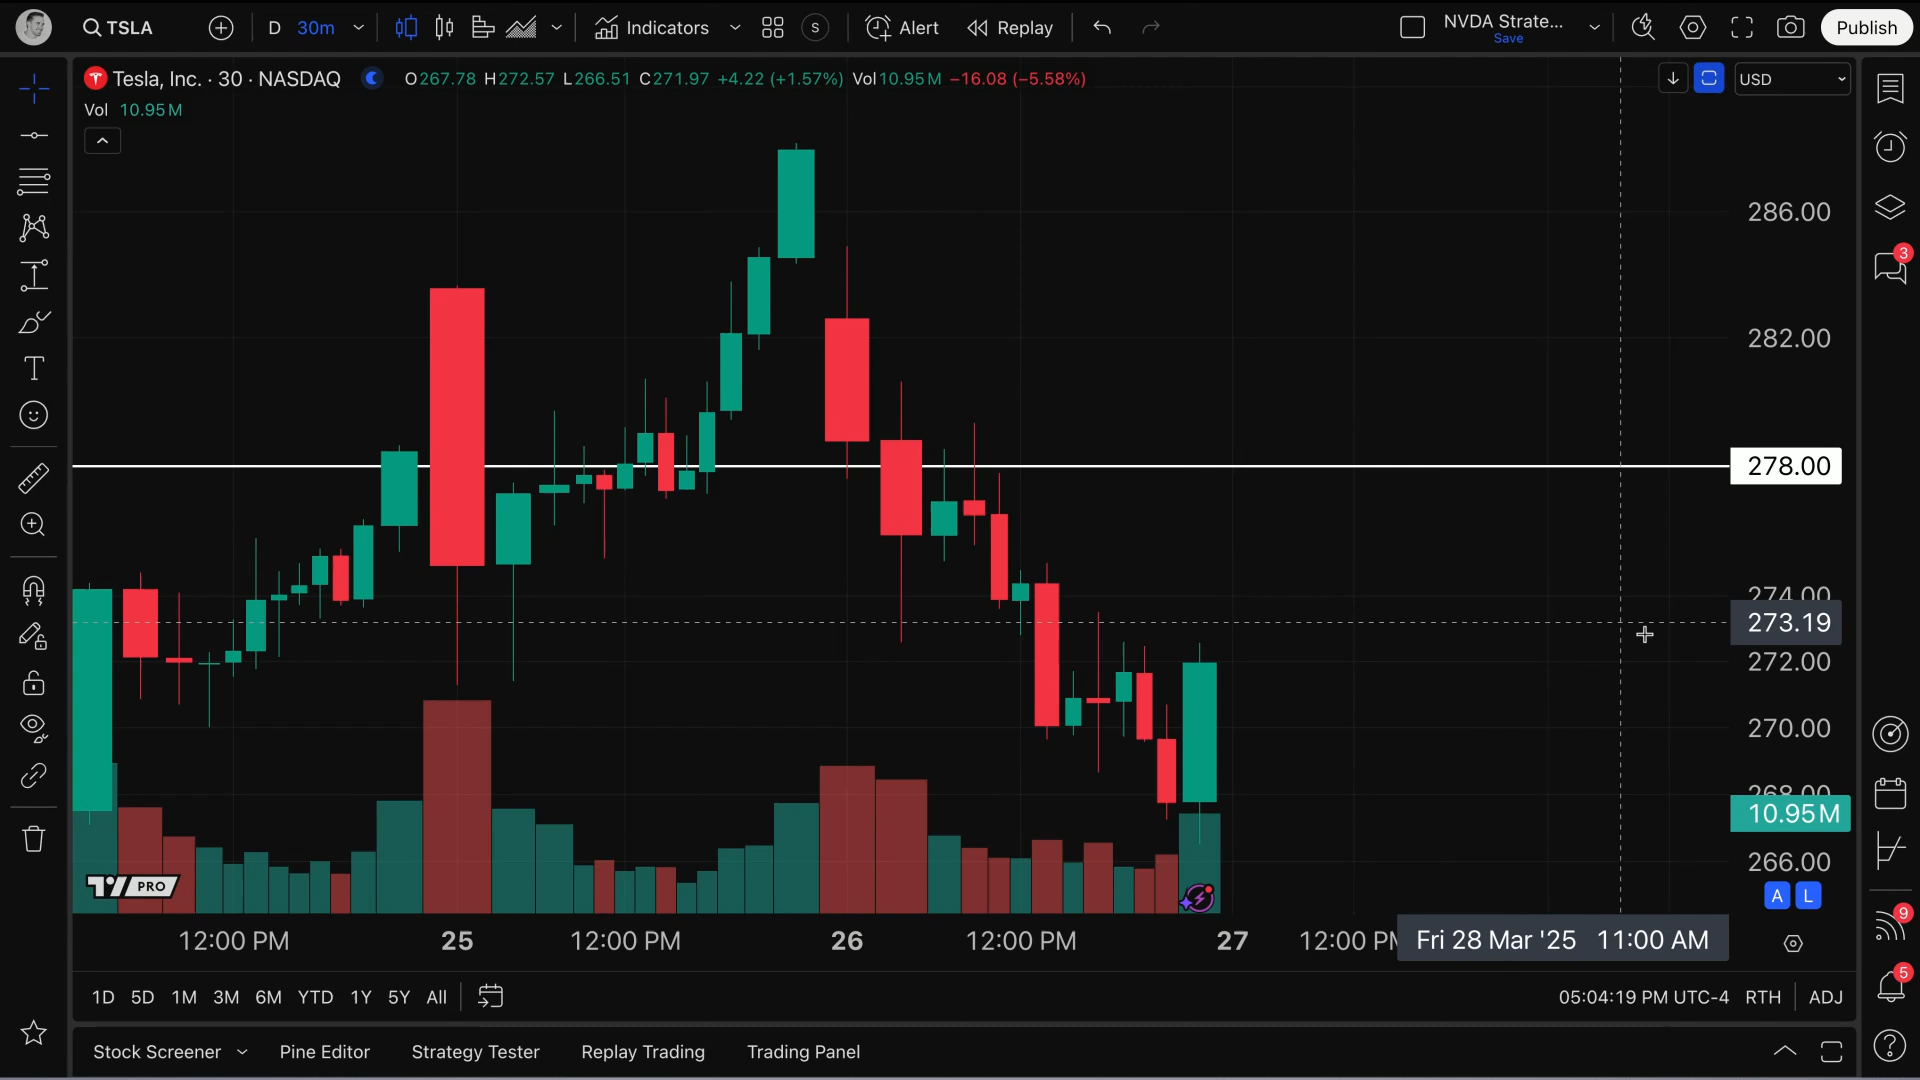 TSLA
D 30m Indicators S Alert Replay NVDA Strate... Save Publish
Tesla, Inc. · 30 · NASDAQ O267.78 H272.57 L266.51 C271.97 +4.22 (+1.57%) Vol10.95M −16.08 (−5.58%) USD
Vol 10.95M
3
286.00
282.00
278.00
274.00
273.19
272.00
270.00
268.00
10.95M
266.00
PRO
A L
12:00 PM 25 12:00 PM 26 12:00 PM 27 12:00 PM Fri 28 Mar '25 11:00 AM
9
5
1D 5D 1M 3M 6M YTD 1Y 5Y All 05:04:19 PM UTC-4 RTH ADJ
Stock Screener Pine Editor Strategy Tester Replay Trading Trading Panel